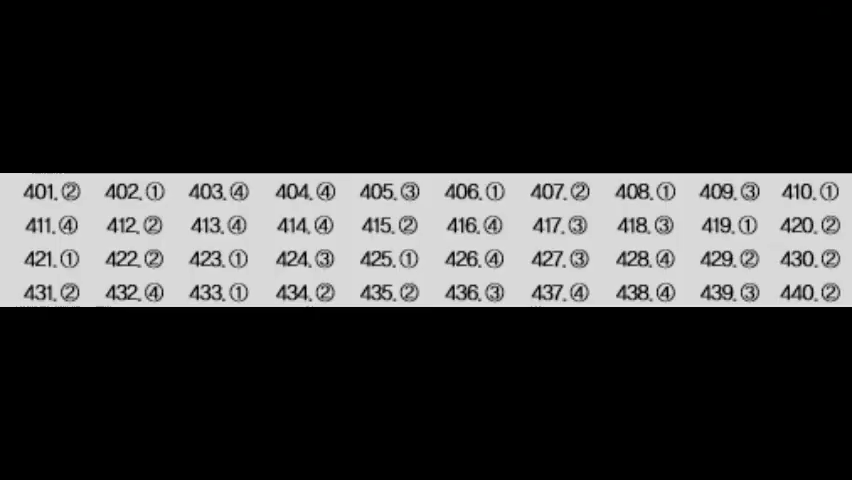 401.② 402.① 403.④ 404.④ 405.③ 406.① 407.② 408.① 409.③ 410.①
411.④ 412.② 413.④ 414.④ 415.② 416.④ 417.③ 418.③ 419.① 420.②
421.① 422.② 423.① 424.③ 425.① 426.④ 427.③ 428.④ 429.② 430.②
431.② 432.④ 433.① 434.② 435.② 436.③ 437.④ 438.④ 439.③ 440.②